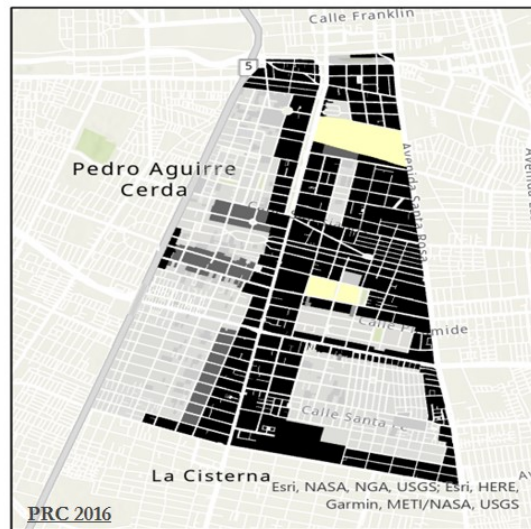 Calle Franklin
5
Pedro Aguirre
Cerda
Avenida Santa Rosa
Calle
Calle Santa
La Cisterna
Esri, NASA, NGA, USGS; Esri, HERE,
Garmin, METI/NASA, USGS
PRC 2016